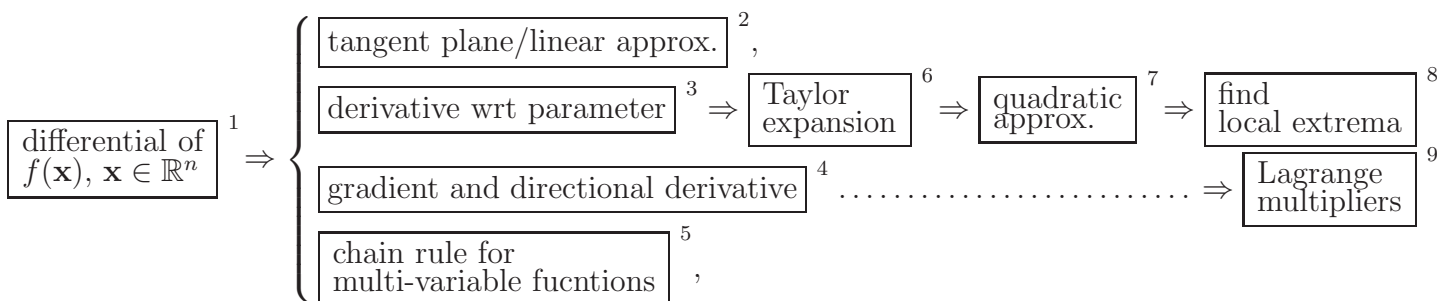 differential of
f(x), x ∈ ℝⁿ
1
⇒
tangent plane/linear approx.
2
,
derivative wrt parameter
3
⇒
Taylor
expansion
6
⇒
quadratic
approx.
7
⇒
find
local extrema
8
gradient and directional derivative
4
.............................. ⇒
Lagrange
multipliers
9
chain rule for
multi-variable fucntions
5
,